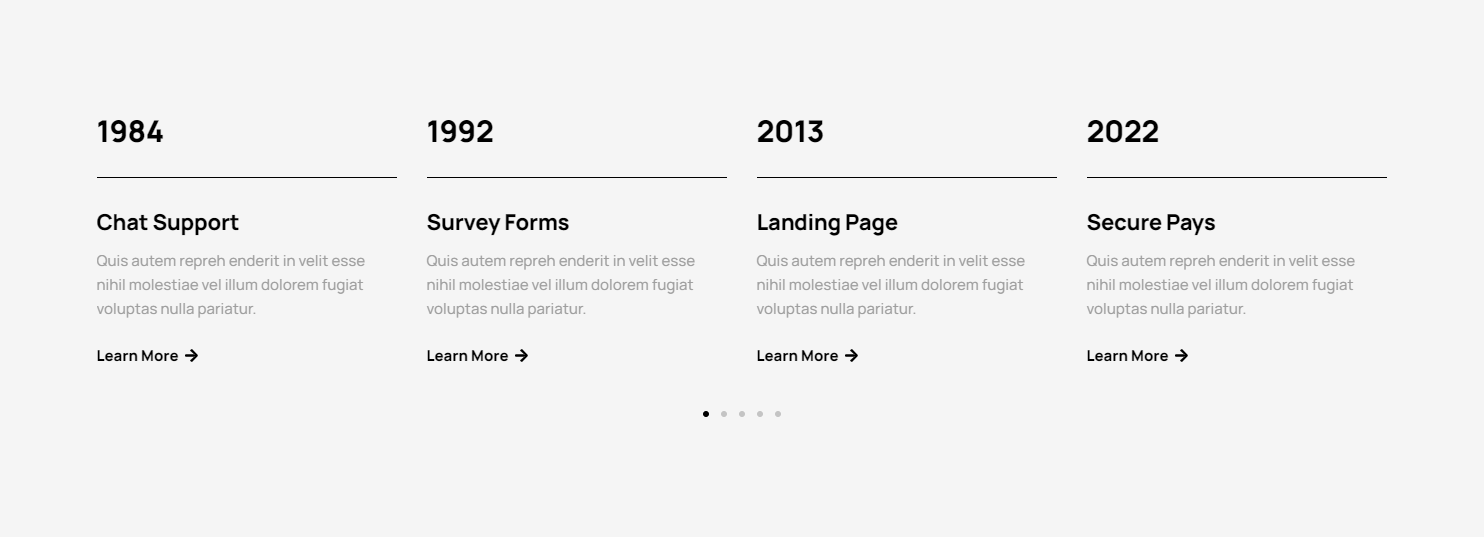 1984
Chat Support
Quis autem repreh enderit in velit esse
nihil molestiae vel illum dolorem fugiat
voluptas nulla pariatur.
Learn More
1992
Survey Forms
Quis autem repreh enderit in velit esse
nihil molestiae vel illum dolorem fugiat
voluptas nulla pariatur.
Learn More
2013
Landing Page
Quis autem repreh enderit in velit esse
nihil molestiae vel illum dolorem fugiat
voluptas nulla pariatur.
Learn More
2022
Secure Pays
Quis autem repreh enderit in velit esse
nihil molestiae vel illum dolorem fugiat
voluptas nulla pariatur.
Learn More